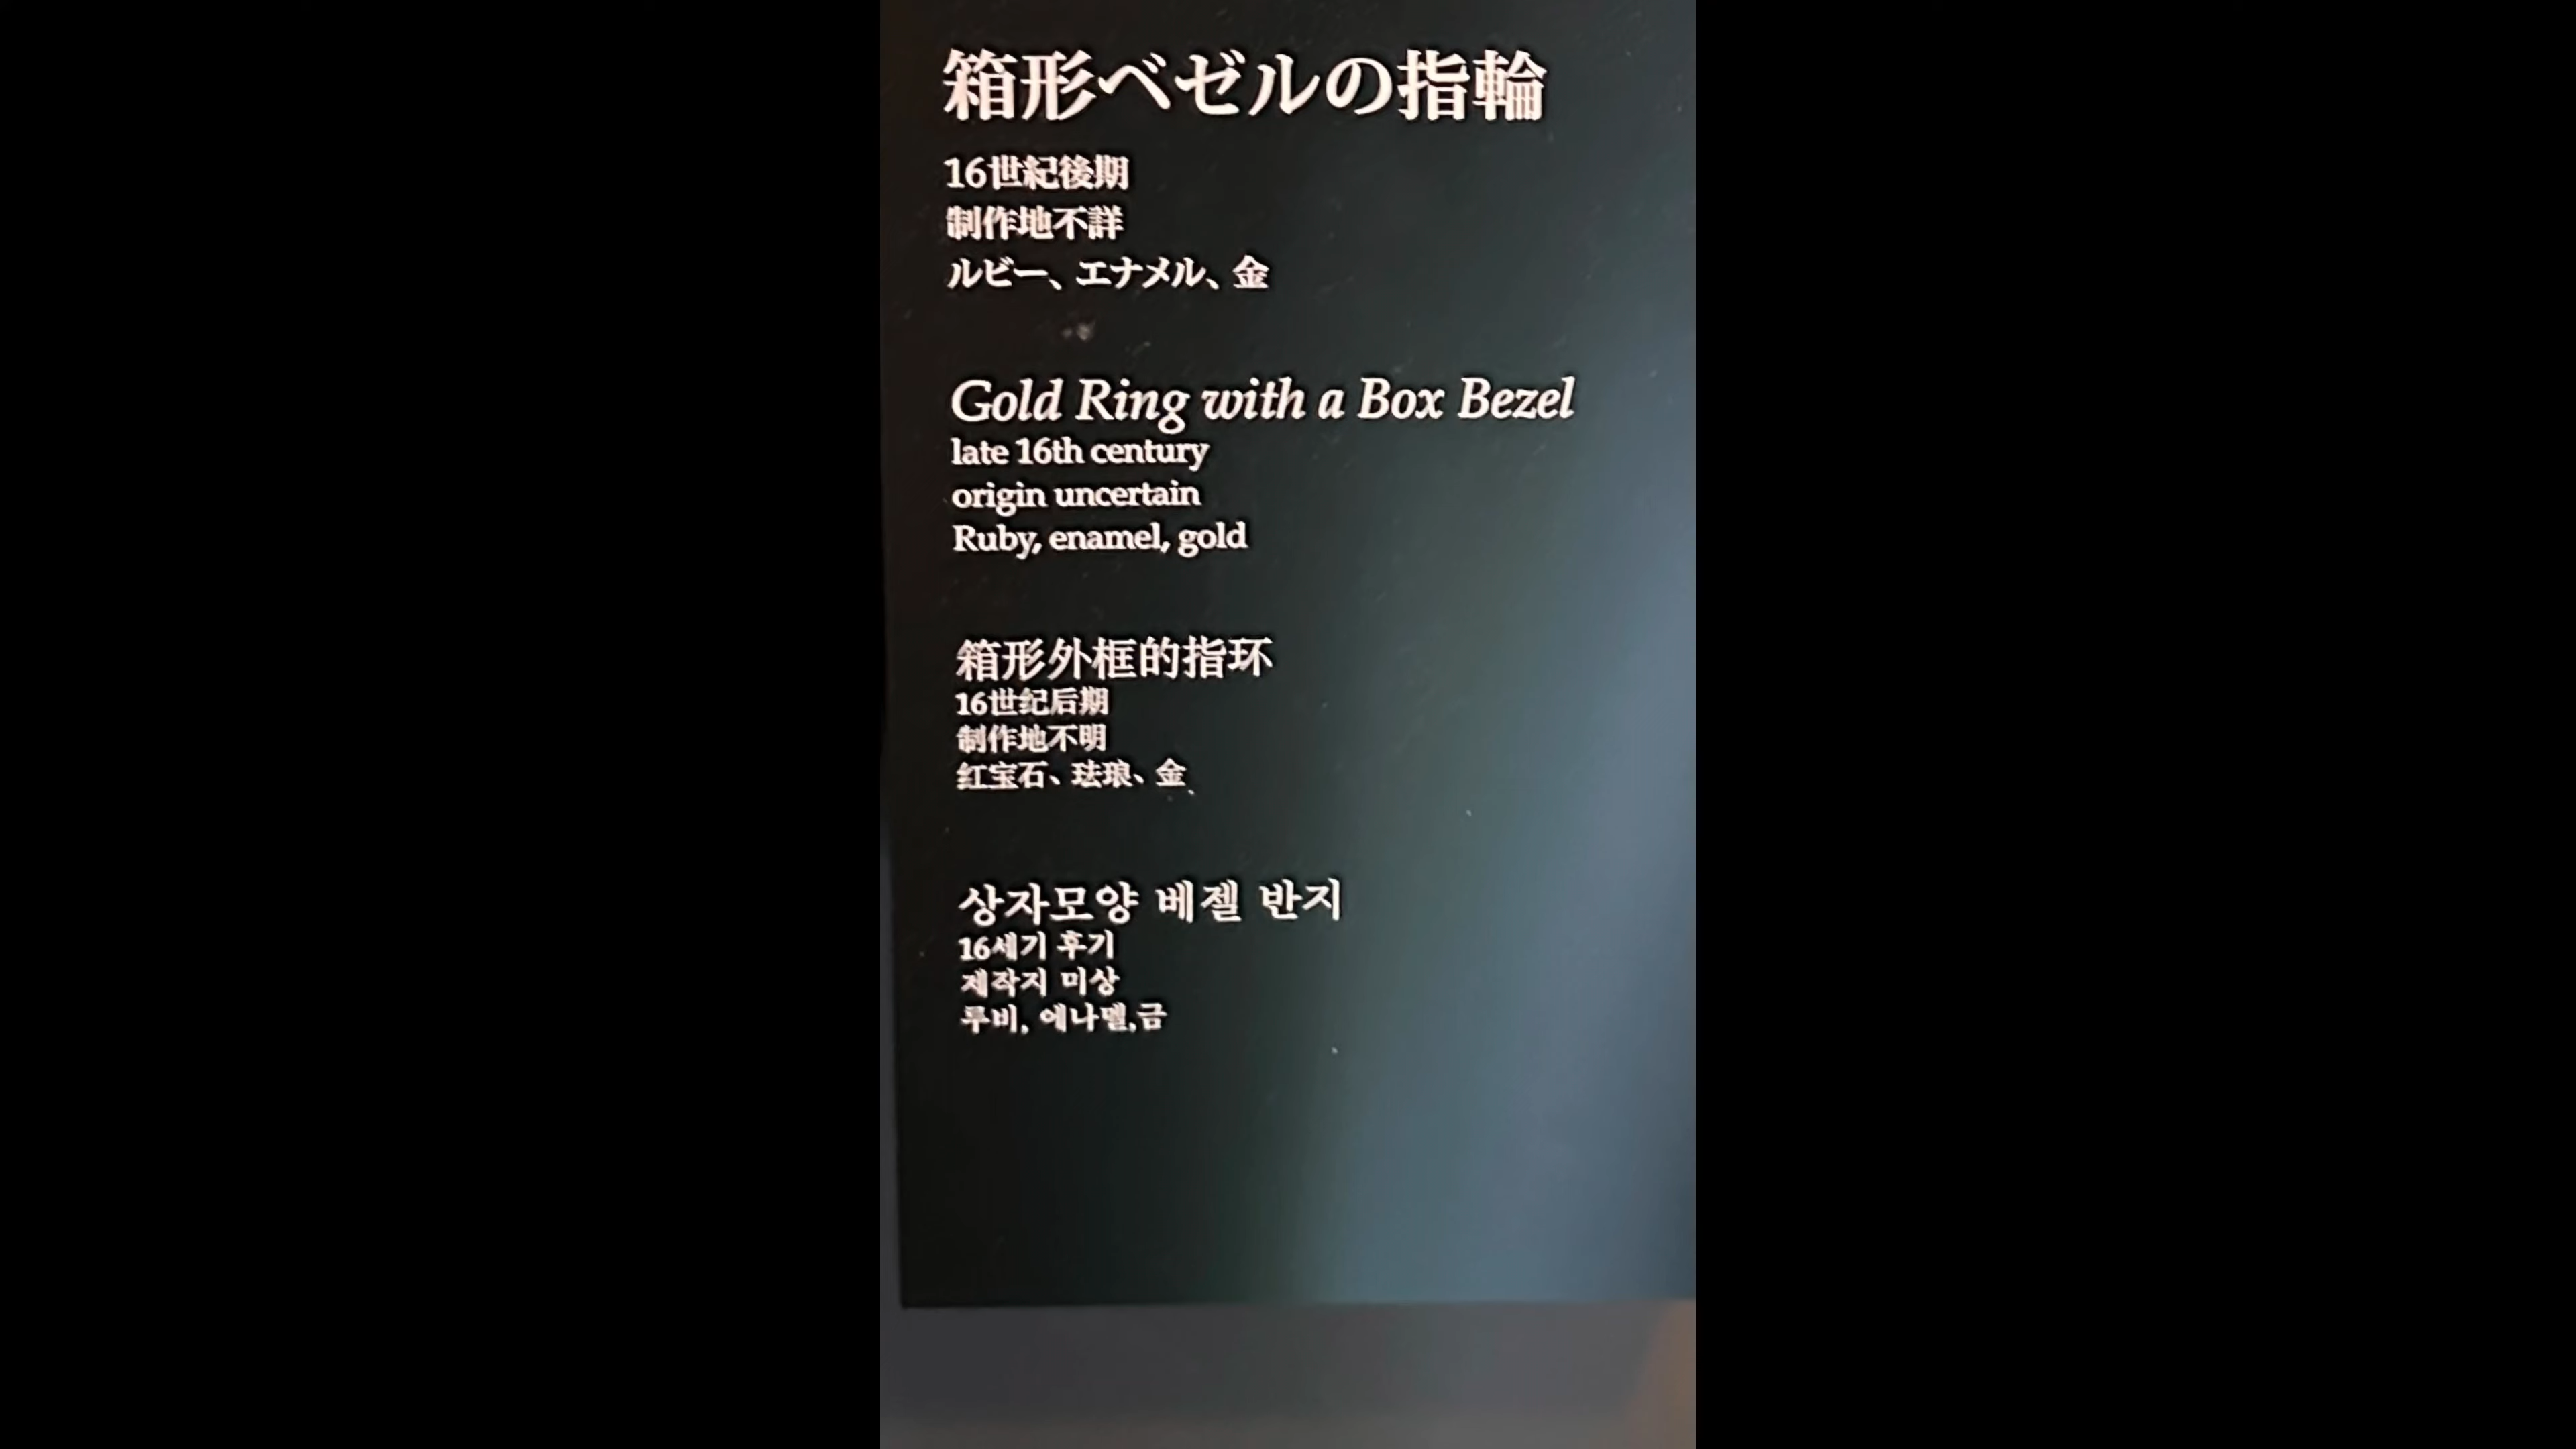 箱形ベゼルの指輪
16世紀後期
制作地不詳
ルビー、エナメル、金
Gold Ring with a Box Bezel
late 16th century
origin uncertain
Ruby, enamel, gold
箱形外框的指环
16世纪后期
制作地不明
红宝石、珐琅、金
상자모양 베젤 반지
16세기 후기
제작지 미상
루비, 에나멜,금